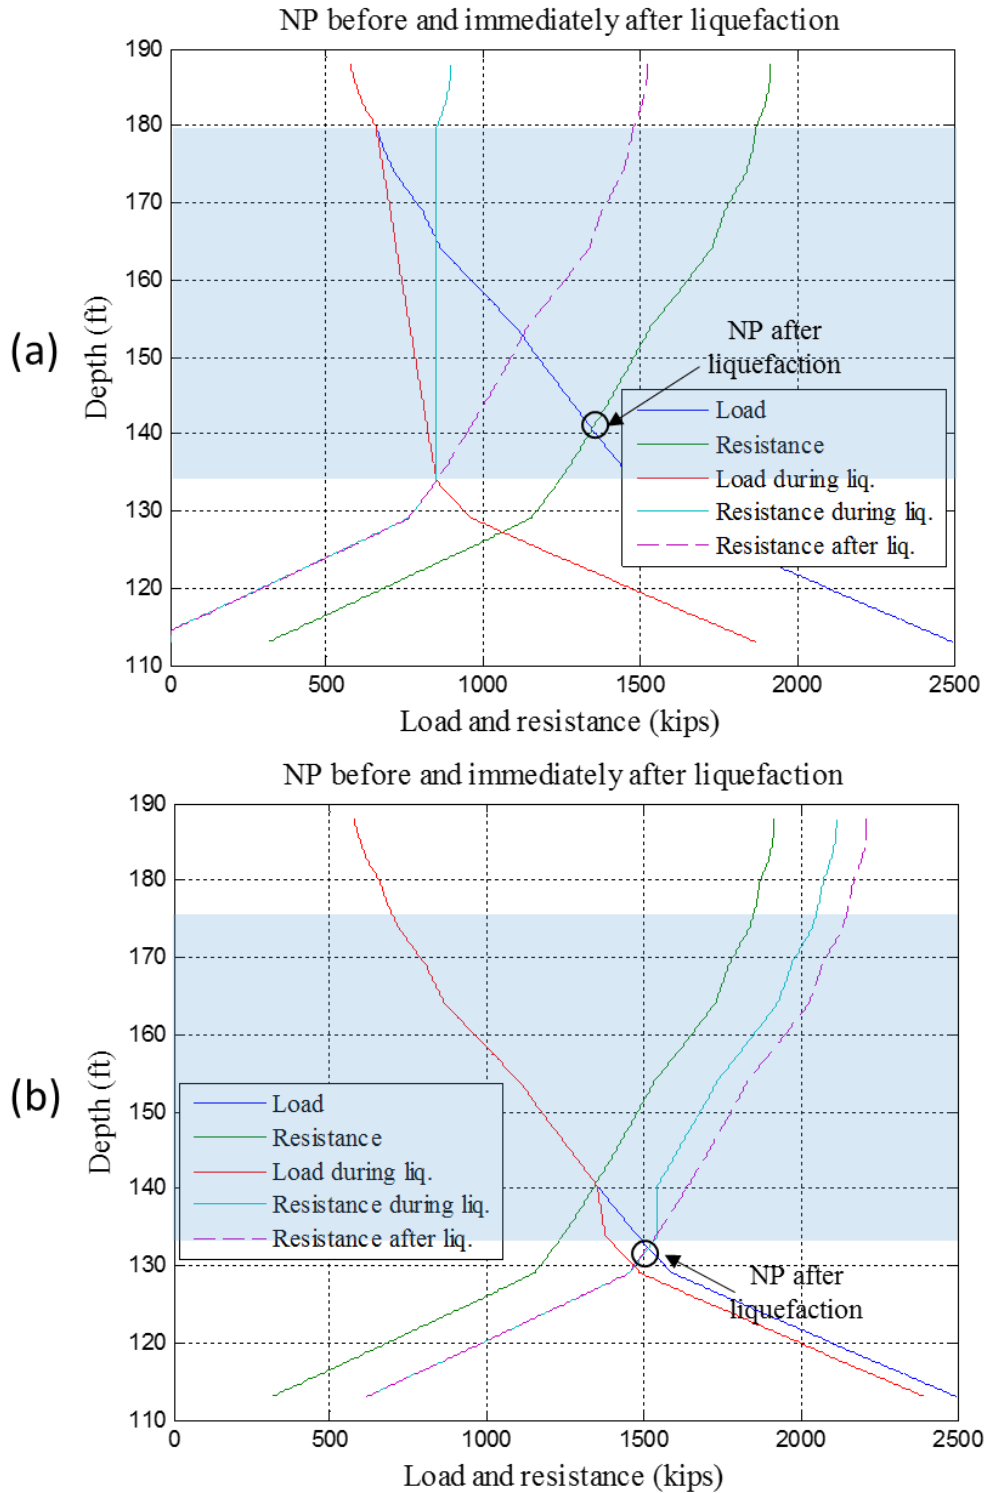 NP before and immediately after liquefaction
190
180
170
160
150
140
130
120
110
Depth (ft)
(a)
NP after
liquefaction
Load
Resistance
Load during liq.
Resistance during liq.
Resistance after liq.
0
500
1000
1500
2000
2500
Load and resistance (kips)
NP before and immediately after liquefaction
190
180
170
160
150
140
130
120
110
Depth (ft)
(b)
Load
Resistance
Load during liq.
Resistance during liq.
Resistance after liq.
NP after
liquefaction
0
500
1000
1500
2000
2500
Load and resistance (kips)